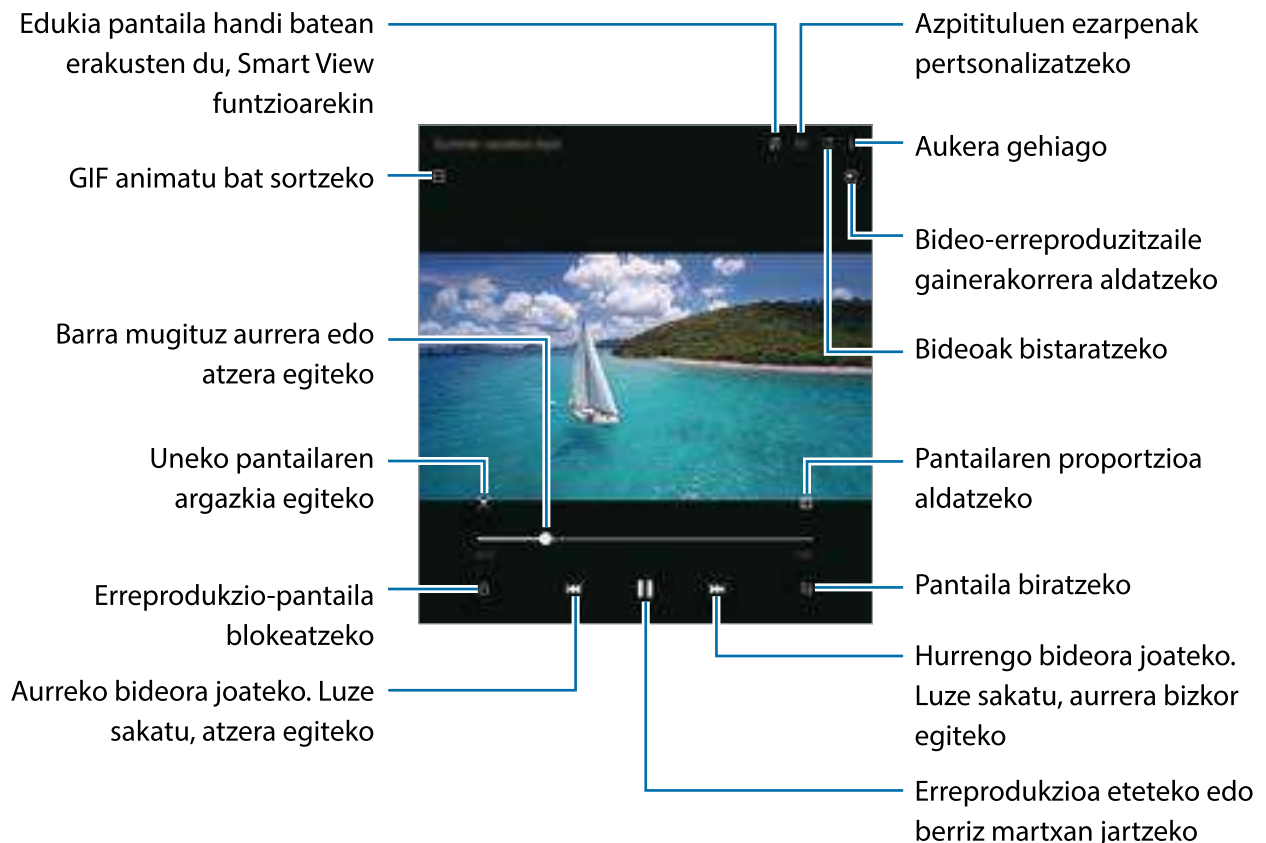 Edukia pantaila handi batean
erakusten du, Smart View
funtzioarekin
GIF animatu bat sortzeko
Barra mugituz aurrera edo
atzera egiteko
Uneko pantailaren
argazkia egiteko
Erreprodukzio-pantaila
blokeatzeko
Aurreko bideora joateko. Luze
sakatu, atzera egiteko
Azpitituluen ezarpenak
pertsonalizatzeko
Aukera gehiago
Bideo-erreproduzitzaile
gainerakorrera aldatzeko
Bideoak bistaratzeko
Pantailaren proportzioa
aldatzeko
Pantaila biratzeko
Hurrengo bideora joateko.
Luze sakatu, aurrera bizkor
egiteko
Erreprodukzioa eteteko edo
berriz martxan jartzeko